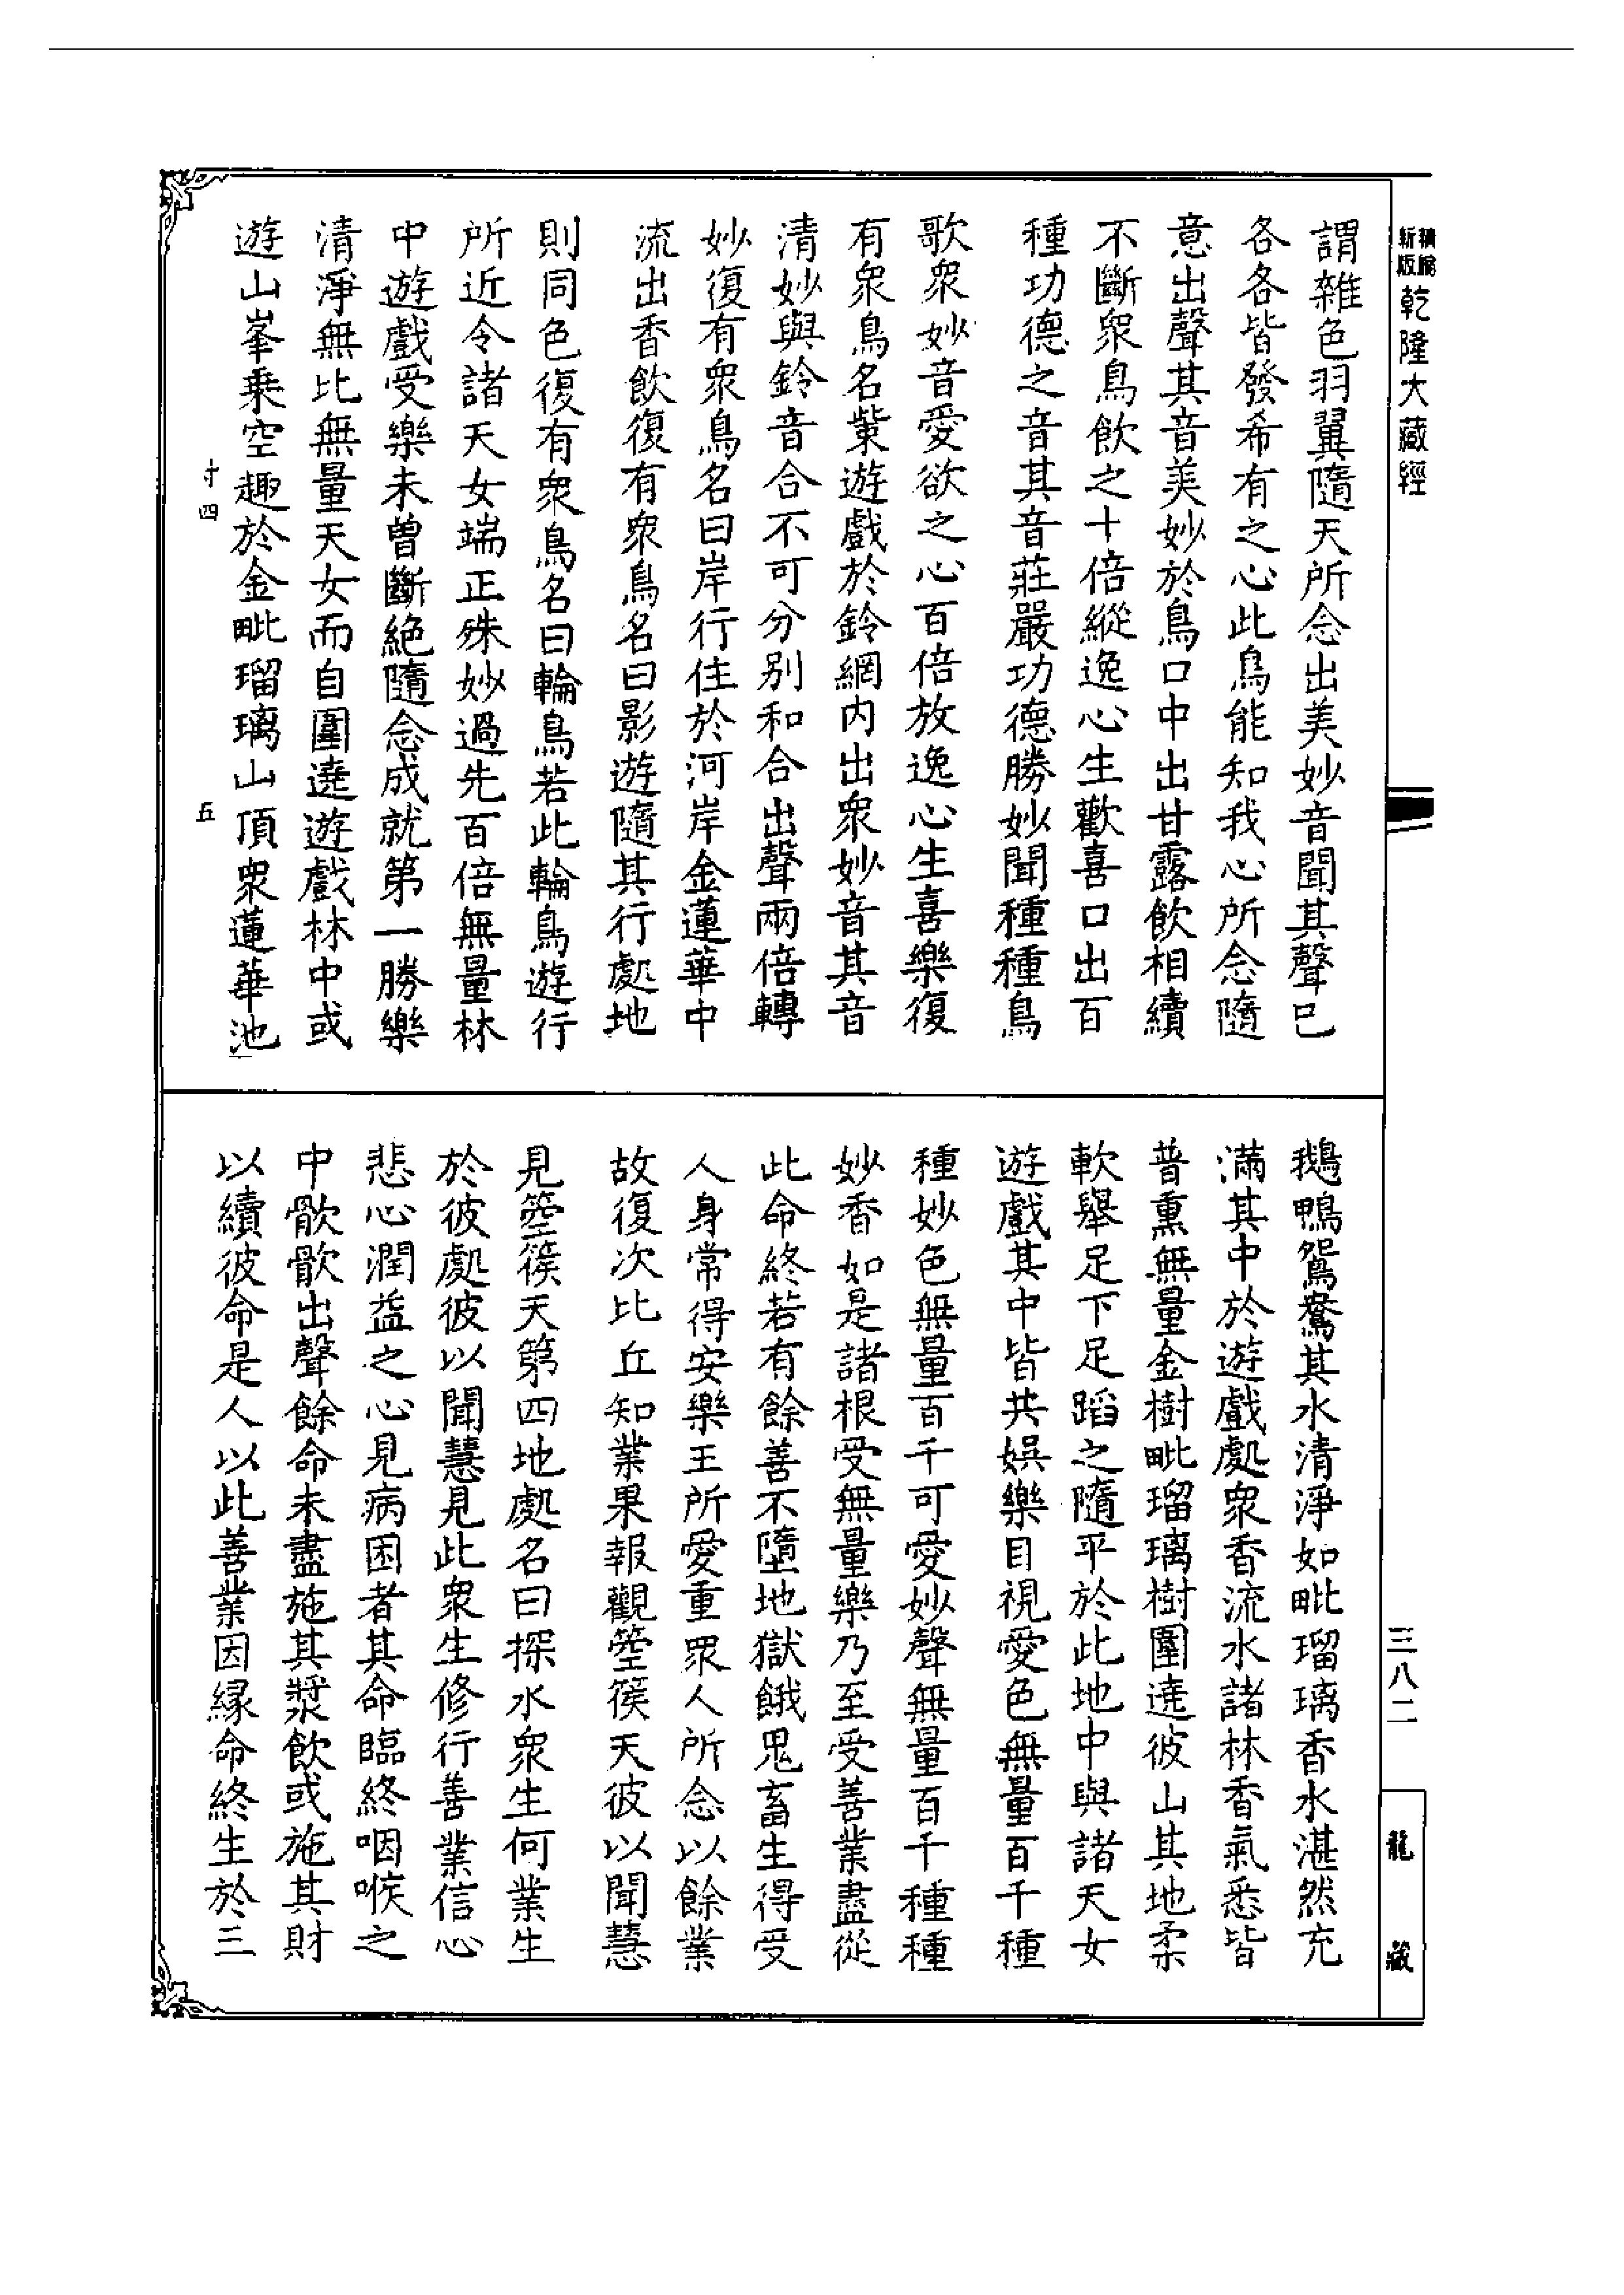 新版
乾隆大藏經
謂雜色羽翼隨天所念出美妙音聞其聲已
各各皆發希有之心此鳥能知我心所念隨
意出聲其音美妙於鳥口中出甘露飲相續
不斷眾鳥飲之十倍縱逸心生歡喜口出百
種功德之音其音莊嚴功德勝妙聞種種鳥
歌眾妙音愛欲之心百倍放逸心生喜樂復
有眾鳥名葉遊戲於鈴網内出眾妙音其音
清妙與鈴音合不可分别和合出聲兩倍轉
妙復有眾鳥名曰岸行住於河岸金蓮華中
流出香飲復有眾鳥名曰影遊隨其行處地
則同色復有眾鳥名曰輪鳥若此輪鳥遊行
所近令諸天女端正殊妙過先百倍無量林
中遊戲受樂未曾斷絕隨念成就第一勝樂
清淨無比無量天女而自圍遶遊戲林中或
遊山峯乘空趣於金毗瑠璃山頂眾蓮華池
十四
五
鵝鴨鴛鴦其水清淨如毗瑠璃香水湛然充
滿其中於遊戲處眾香流水諸林香氣悉皆
普熏無量金樹毗瑠璃樹圍遶彼山其地柔
軟舉足下足蹈之隨平於此地中與諸天女
遊戲其中皆共娛樂目視愛色無量百千種
種妙色無量百千可愛妙聲無量百千種種
妙香如是諸根受無量樂乃至受善業盡從
此命終若有餘善不墮地獄餓鬼畜生得受
人身常得安樂王所愛重眾人所念以餘業
故復次比丘知業果報觀箜篌天彼以聞慧
見箜篌天第四地處名曰探水眾生何業生
於彼處彼以聞慧見此眾生修行善業信心
悲心潤益之心見病困者其命臨終咽喉之
中歍歍出聲餘命未盡施其漿飲或施其財
以續彼命是人以此善業因緣命終生於三
三八二
龍藏